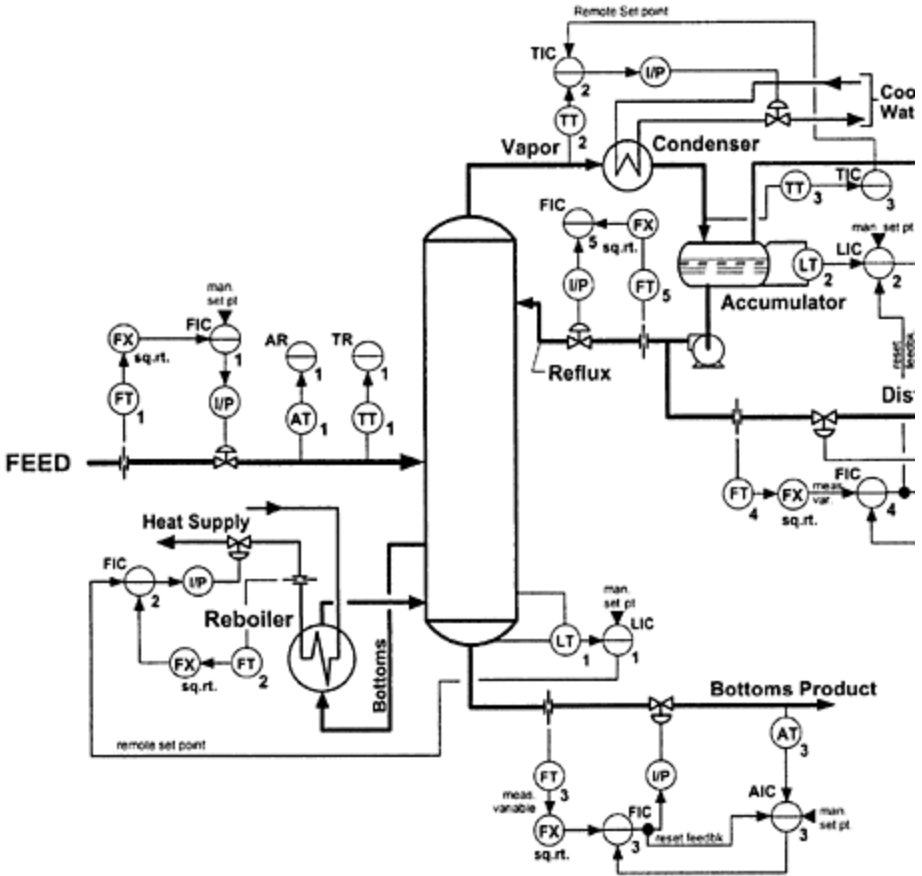 Remote Set point
TIC
2
I/P
TT
2
Coo
Wat
Vapor
Condenser
TT
3
TIC
3
FIC
5
FX
sq.rt.
man. set pt
LIC
2
LT
2
I/P
FT
5
Accumulator
man.
set pt
FX
sq.rt.
FIC
1
AR
1
TR
1
reset
feedbk
Reflux
FT
1
I/P
AT
1
TT
1
Dist
FEED
FIC
4
FT
4
FX
sq.rt.
meas.
var.
Heat Supply
FIC
2
I/P
Reboiler
man.
set pt
LIC
1
LT
1
FX
sq.rt.
FT
2
Bottoms
Bottoms Product
remote set point
AT
3
FT
3
I/P
meas.
variable
FX
sq.rt.
FIC
3
reset feedbk
AIC
3
man.
set pt